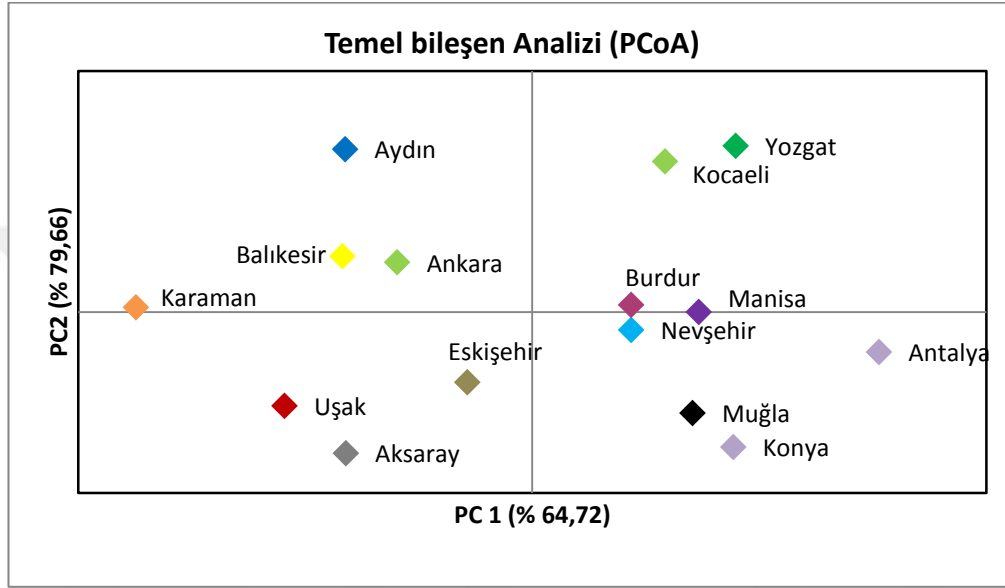 Temel bileşen Analizi (PCoA)
Aydın
Yozgat
Kocaeli
Balıkesir
Ankara
Karaman
Burdur
Manisa
Nevşehir
Antalya
Eskişehir
Uşak
Muğla
Aksaray
Konya
PC2 (% 79,66)
PC 1 (% 64,72)